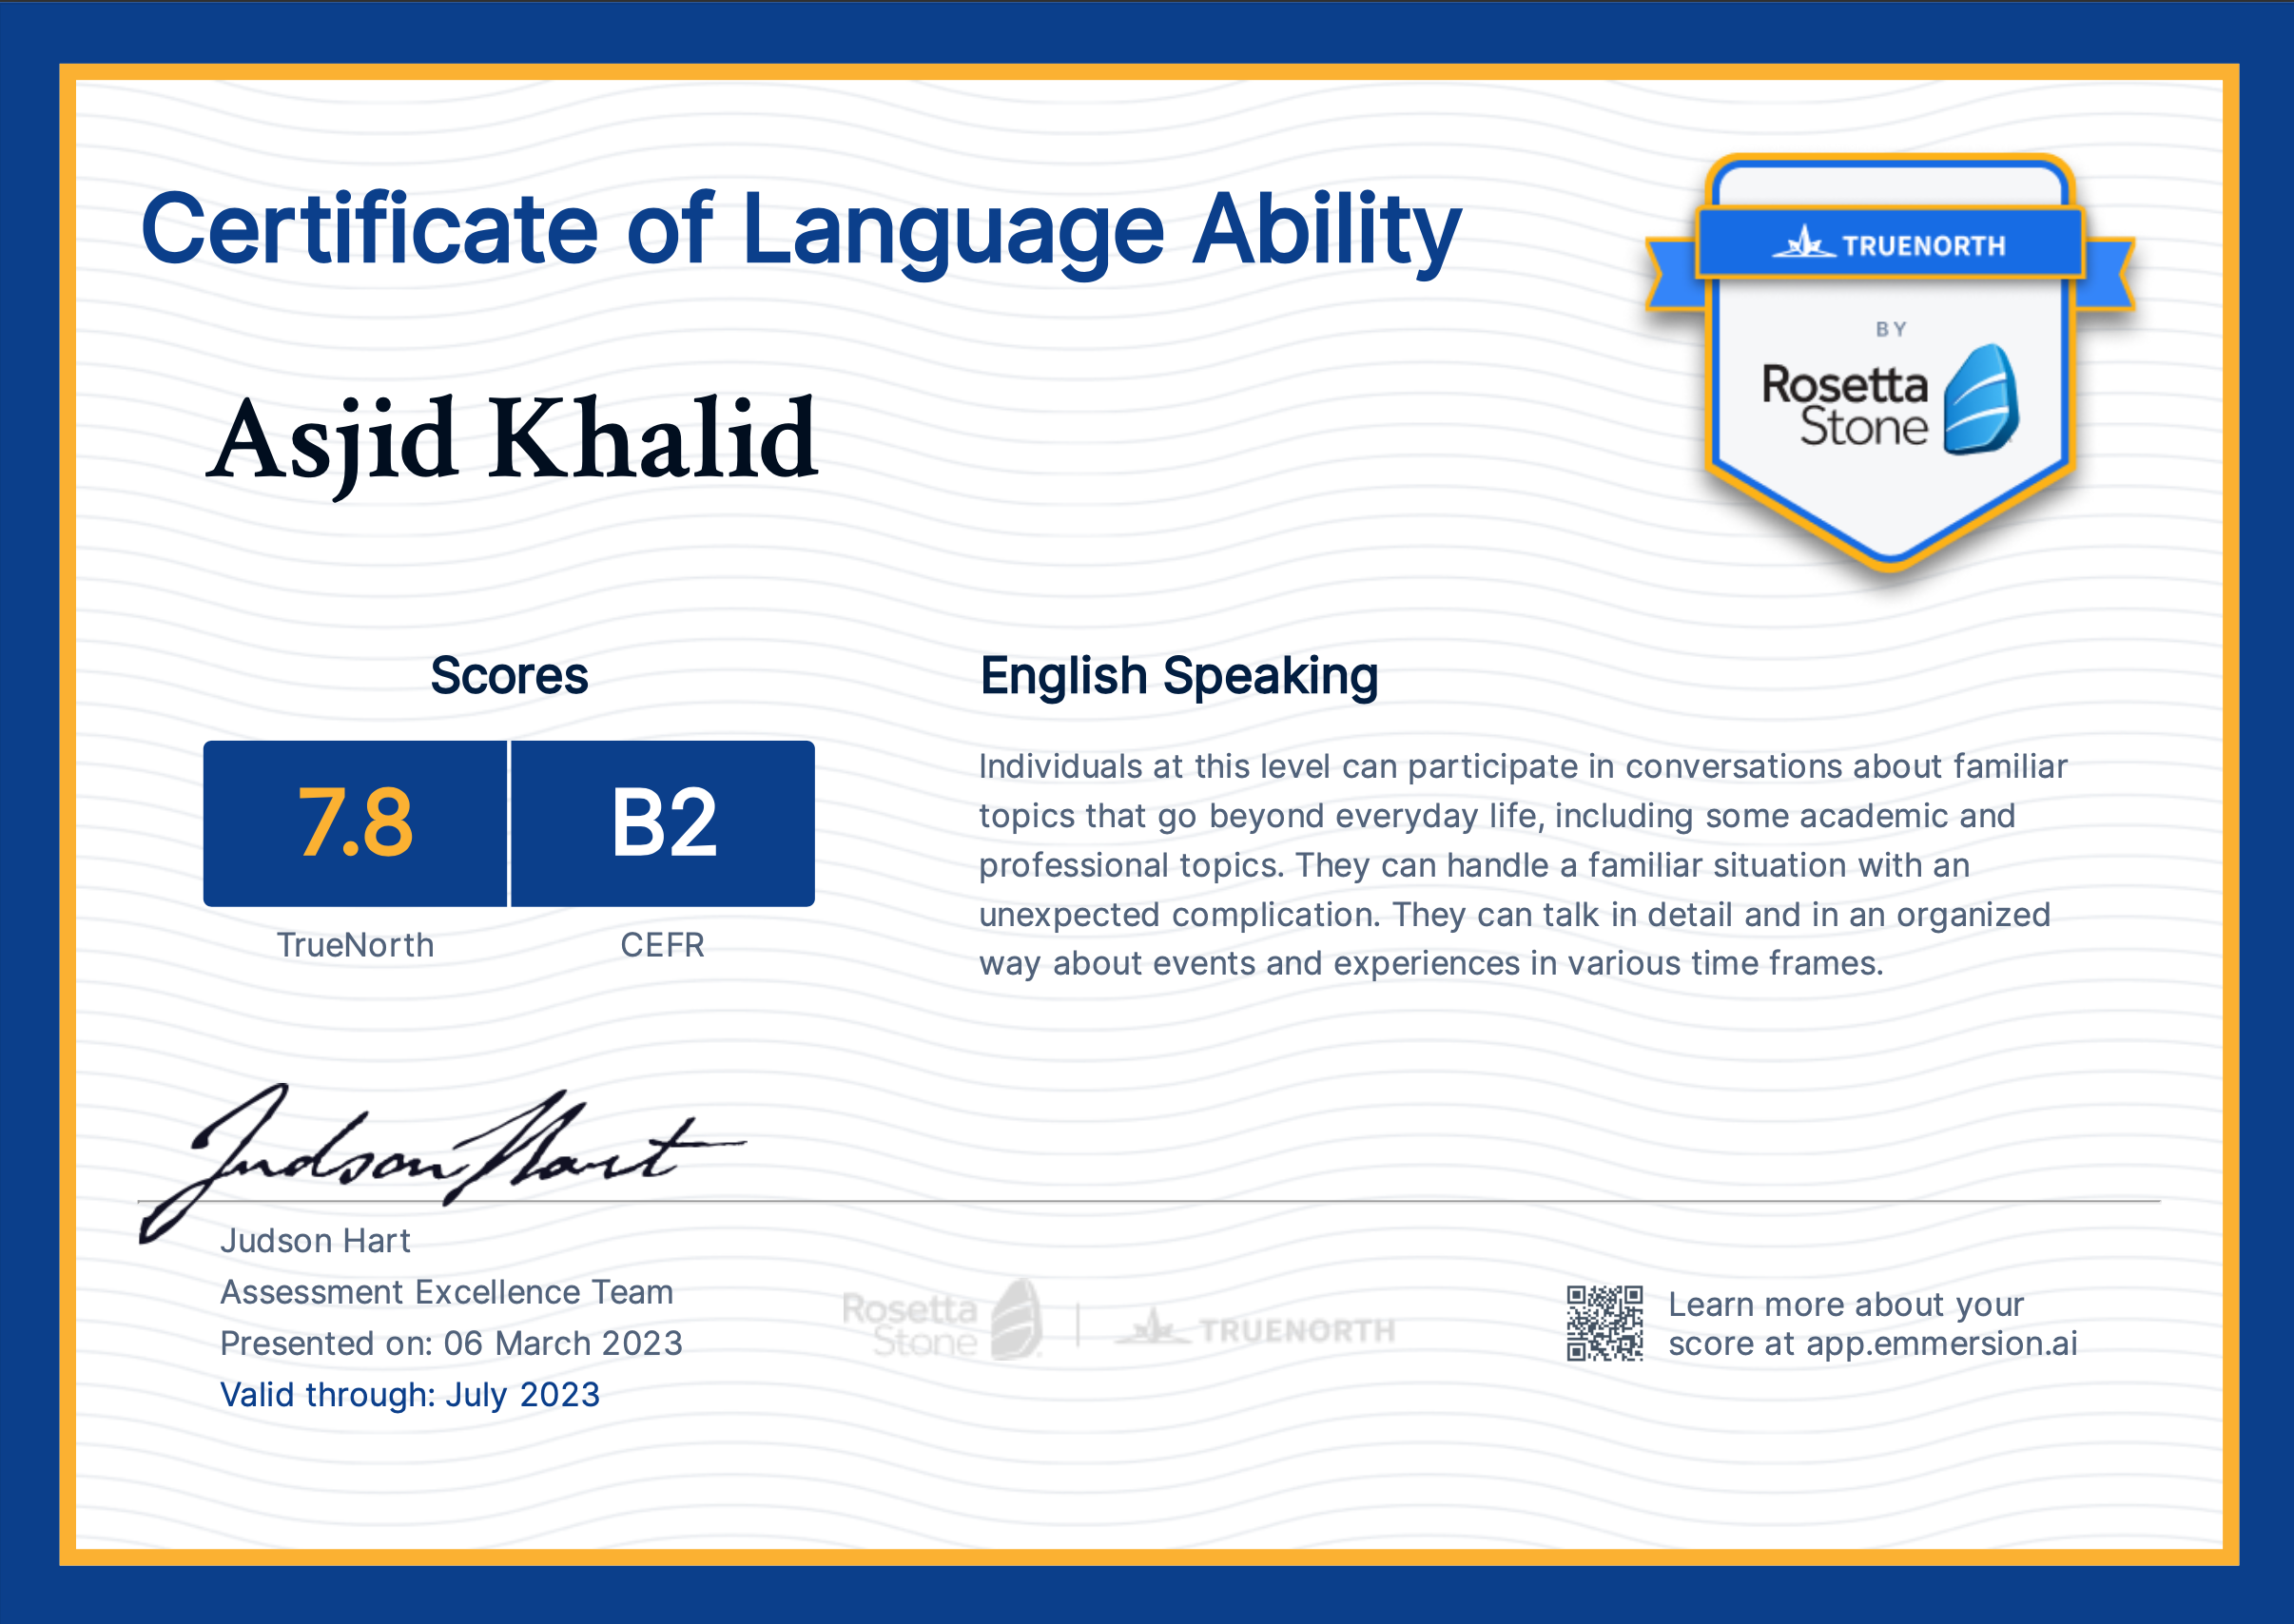 Certificate of Language Ability
TRUENORTH
BY
Rosetta
Stone
Asjid Khalid
Scores
7.8
B2
TrueNorth
CEFR
English Speaking
Individuals at this level can participate in conversations about familiar
topics that go beyond everyday life, including some academic and
professional topics. They can handle a familiar situation with an
unexpected complication. They can talk in detail and in an organized
way about events and experiences in various time frames.
Judson Hart
Judson Hart
Assessment Excellence Team
Presented on: 06 March 2023
Valid through: July 2023
Rosetta
Stone
TRUENORTH
Learn more about your
score at app.emmersion.ai